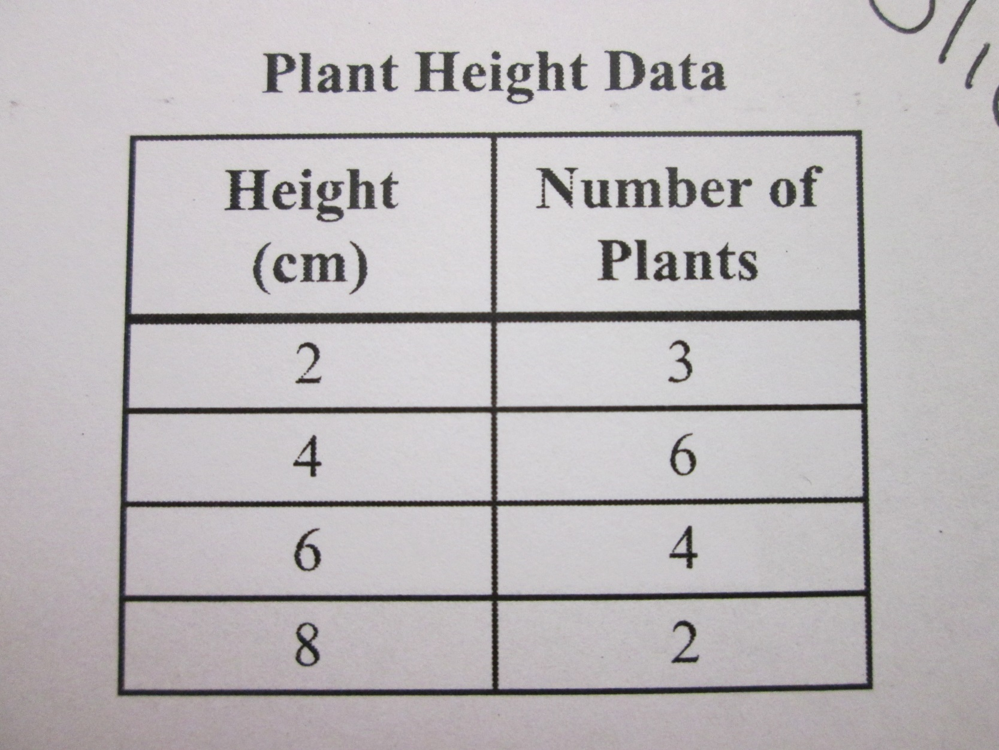 Plant Height Data
Height
(cm)
Number of
Plants
2 3
4 6
6 4
8 2